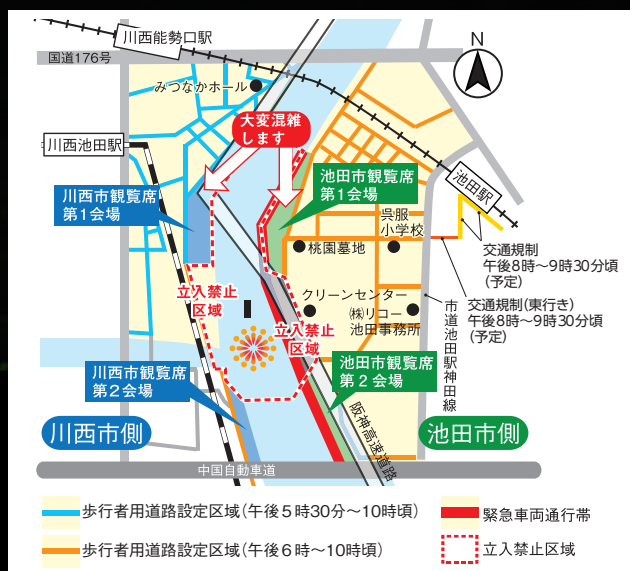 川西能勢口駅
N
国道176号
みつなかホール
大変混雑
します
川西池田駅
池田市観覧席
第1会場
池田駅
川西市観覧席
第1会場
呉服
小学校
桃園墓地
交通規制
午後8時~9時30分頃
(予定)
立入禁止
区域
クリーンセンター
㈱リコー
池田事務所
立入禁止
区域
交通規制(東行き)
午後8時~9時30分頃
(予定)
市道池田駅神田線
川西市観覧席
第2会場
池田市観覧席
第2会場
阪神高速道路
川西市側
池田市側
中国自動車道
歩行者用道路設定区域(午後5時30分~10時)
緊急車両通行帯
歩行者用道路設定区域(午後6時~10時)
立入禁止区域